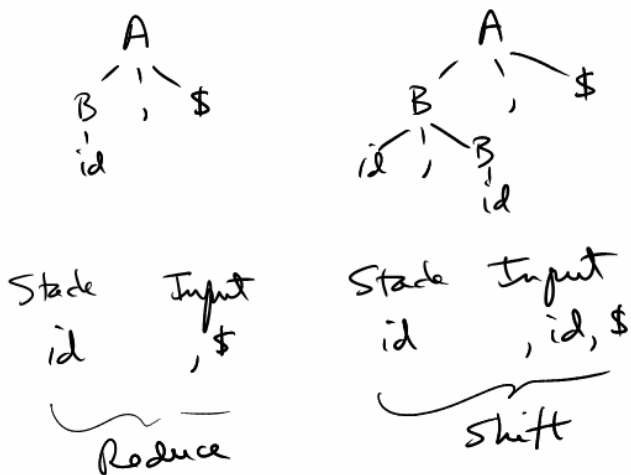 A
B , $
id
A
B , $
id , B
id
Stack Input
id , $
Reduce
Stack Input
id , id, $
Shift